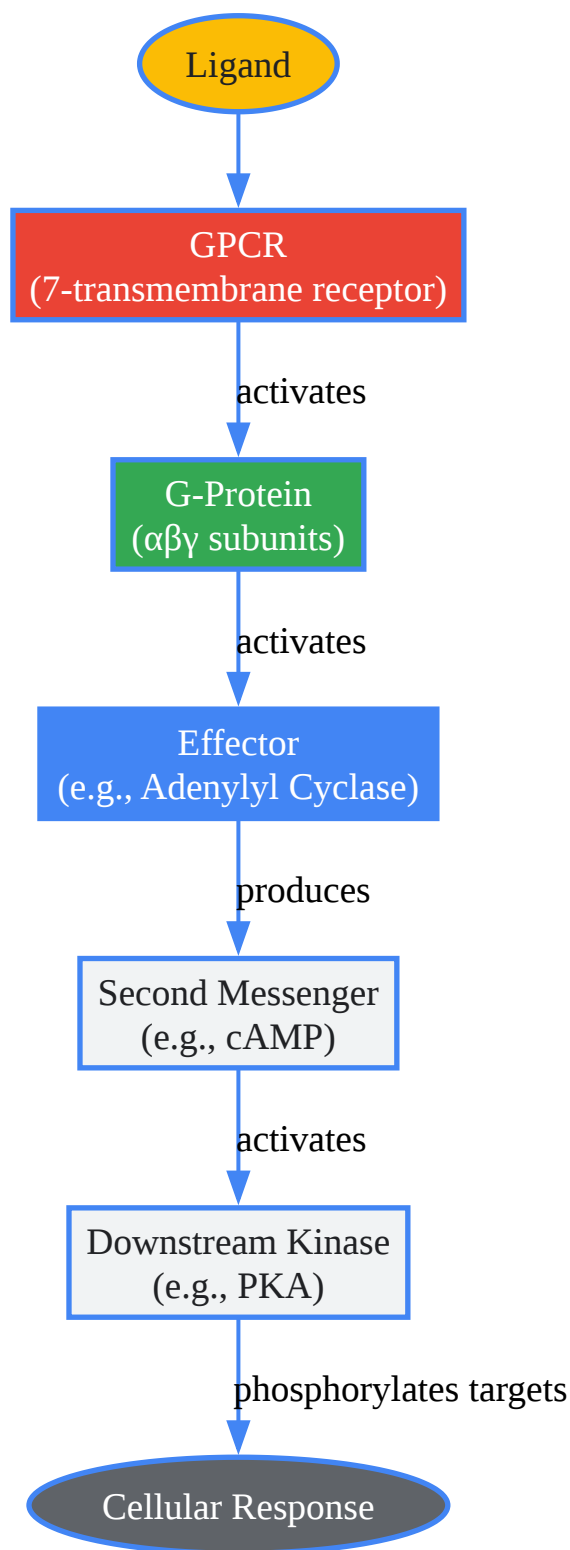 Ligand
GPCR
(7-transmembrane receptor)
activates
G-Protein
(αβγ subunits)
activates
Effector
(e.g., Adenylyl Cyclase)
produces
Second Messenger
(e.g., cAMP)
activates
Downstream Kinase
(e.g., PKA)
phosphorylates targets
Cellular Response